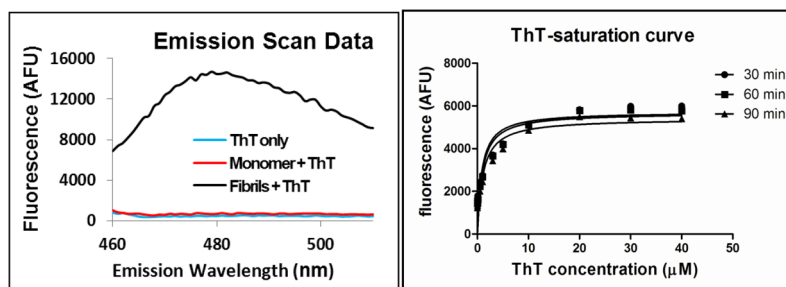 Emission Scan Data
Fluorescence (AFU)
16000
12000
8000
4000
0
ThT only
Monomer + ThT
Fibrils + ThT
460
480
500
Emission Wavelength (nm)
ThT-saturation curve
fluorescence (AFU)
8000
6000
4000
2000
0
30 min
60 min
90 min
0
10
20
30
40
50
ThT concentration (μM)